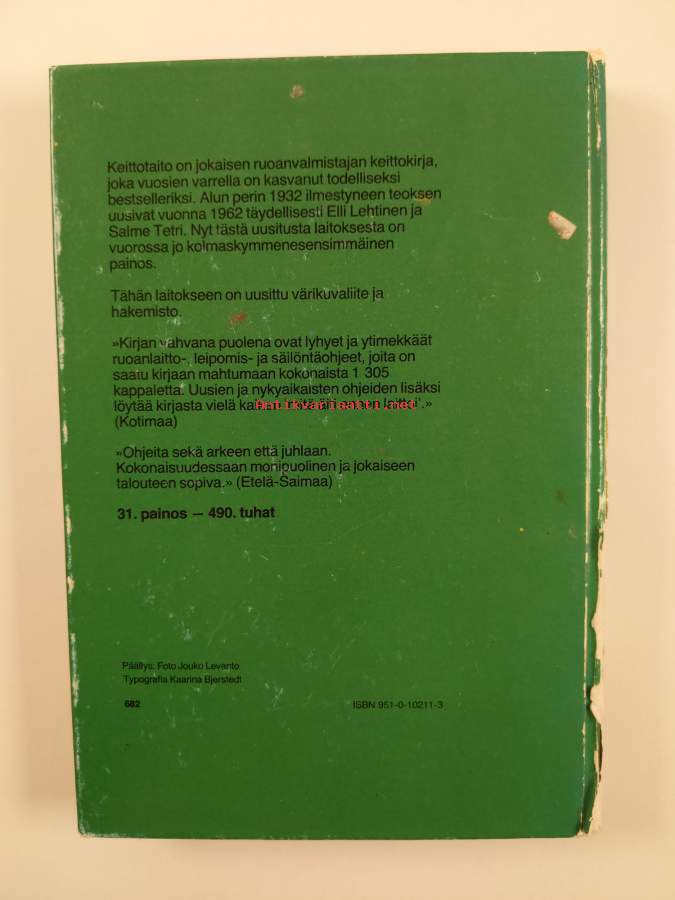 Keittotaito on jokaisen ruoanvalmistajan keittokirja,
joka vuosien varrella on kasvanut todelliseksi
bestselleriksi. Alun perin 1932 ilmestyneen teoksen
uusivat vuonna 1962 täydellisesti Elli Lehtinen ja
Salme Tetri. Nyt tästä uusitusta laitoksesta on
vuorossa jo kolmaskymmenesensimmäinen
painos.
Tähän laitokseen on uusittu värikuvaliite ja
hakemisto.
»Kirjan vahvana puolena ovat lyhyet ja ytimekkäät
ruoanlaitto-, leipomis- ja säilöntäohjeet, joita on
saatu kirjaan mahtumaan kokonaista 1 305
kappaletta. Uusien ja nykyaikaisten ohjeiden lisäksi
löytää kirjasta vielä
Antikvariaatti.net
(Kotimaa)
»Ohjeita sekä arkeen että juhlaan.
Kokonaisuudessaan monipuolinen ja jokaiseen
talouteen sopiva.» (Etelä-Saimaa)
31. painos — 490. tuhat
Päällys: Foto Jouko Levanto
Typografia Kaarina Bjerstedt
682
ISBN 951-0-10211-3